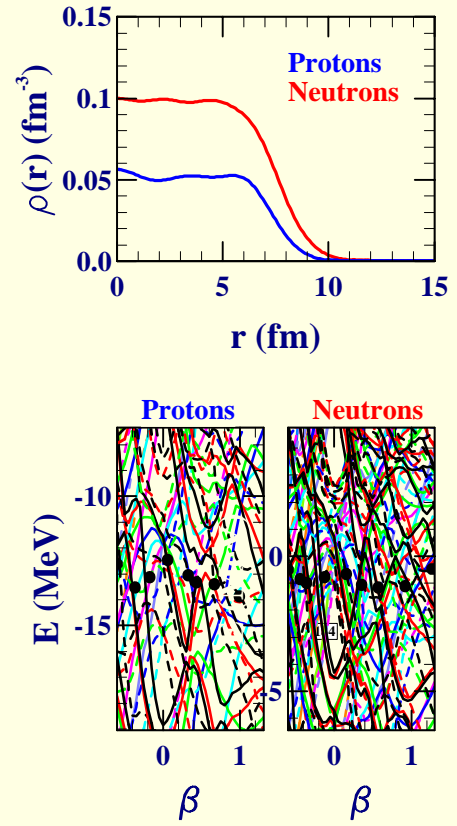 ρ(r) (fm-3)
0.15
0.1
0.05
0.0
Protons
Neutrons
0 5 10 15
r (fm)
Protons Neutrons
E (MeV)
-10
-15
0
-5
0 1 0 1
β β